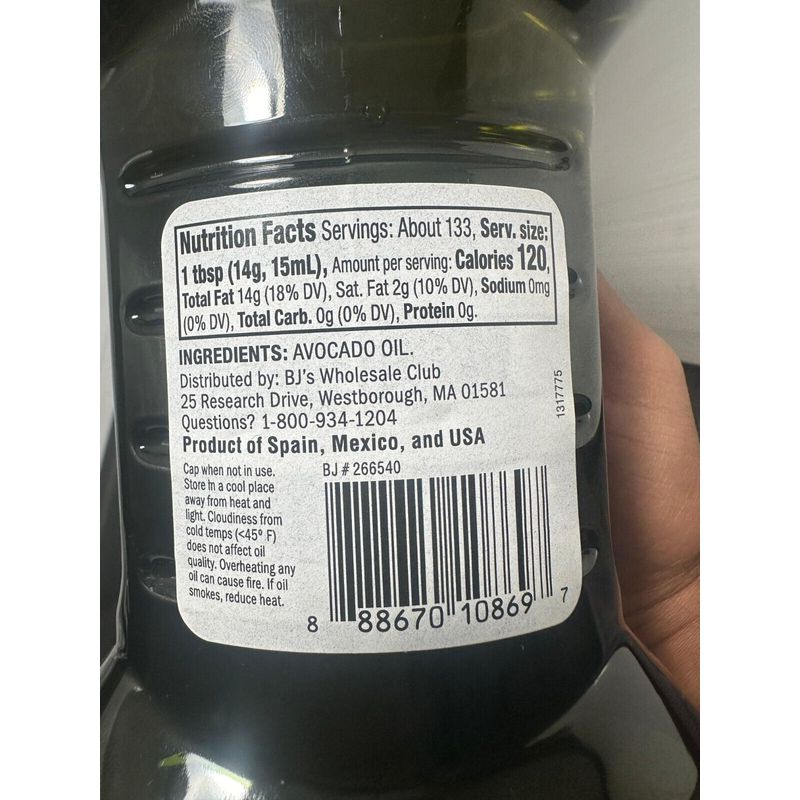 Nutrition Facts Servings: About 133, Serv. size:
1 tbsp (14g, 15mL), Amount per serving: Calories 120,
Total Fat 14g (18% DV), Sat. Fat 2g (10% DV), Sodium 0mg
(0% DV), Total Carb. 0g (0% DV), Protein 0g.
INGREDIENTS: AVOCADO OIL.
Distributed by: BJ's Wholesale Club
25 Research Drive, Westborough, MA 01581
Questions? 1-800-934-1204
Product of Spain, Mexico, and USA
1317775
Cap when not in use.
Store in a cool place
away from heat and
light. Cloudiness from
cold temps (<45° F)
does not affect oil
quality. Overheating any
oil can cause fire. If oil
smokes, reduce heat.
BJ # 266540
8 88670 10869 7